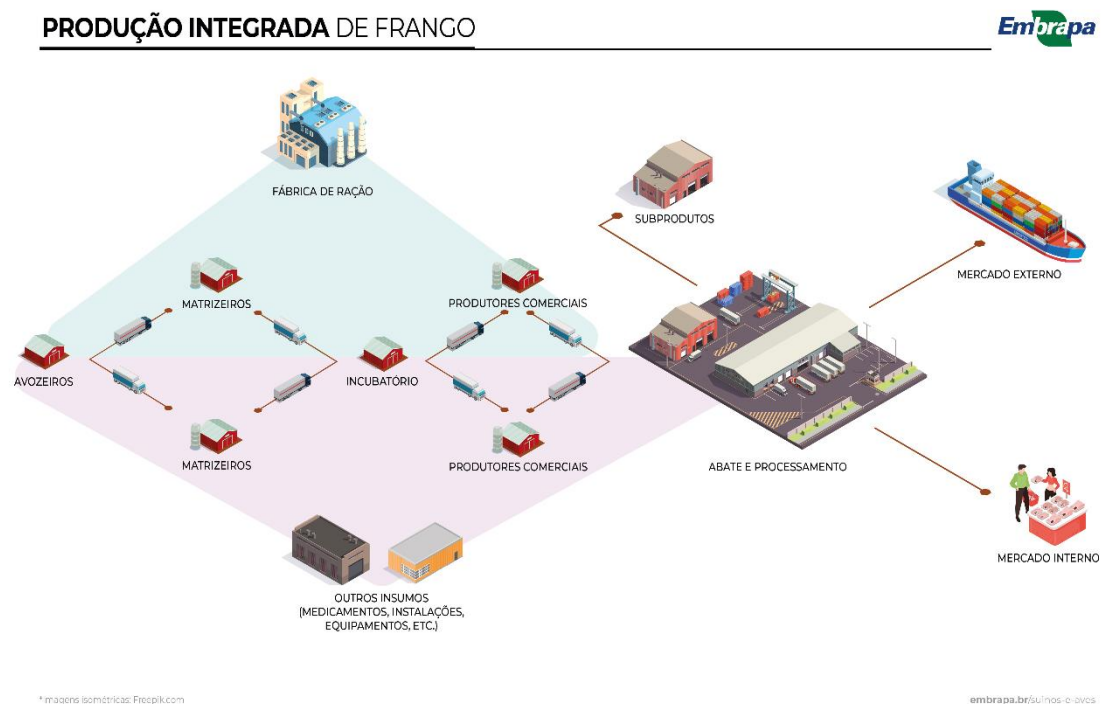 PRODUÇÃO INTEGRADA DE FRANGO
Embrapa
FÁBRICA DE RAÇÃO
SUBPRODUTOS
MERCADO EXTERNO
MATRIZEIROS
PRODUTORES COMERCIAIS
AVOZEIROS
INCUBATÓRIO
MATRIZEIROS
PRODUTORES COMERCIAIS
ABATE E PROCESSAMENTO
MERCADO INTERNO
OUTROS INSUMOS
(MEDICAMENTOS, INSTALAÇÕES,
EQUIPAMENTOS, ETC.)
*Imagens isométricas: Freepik.com
embrapa.br/suinos-e-aves